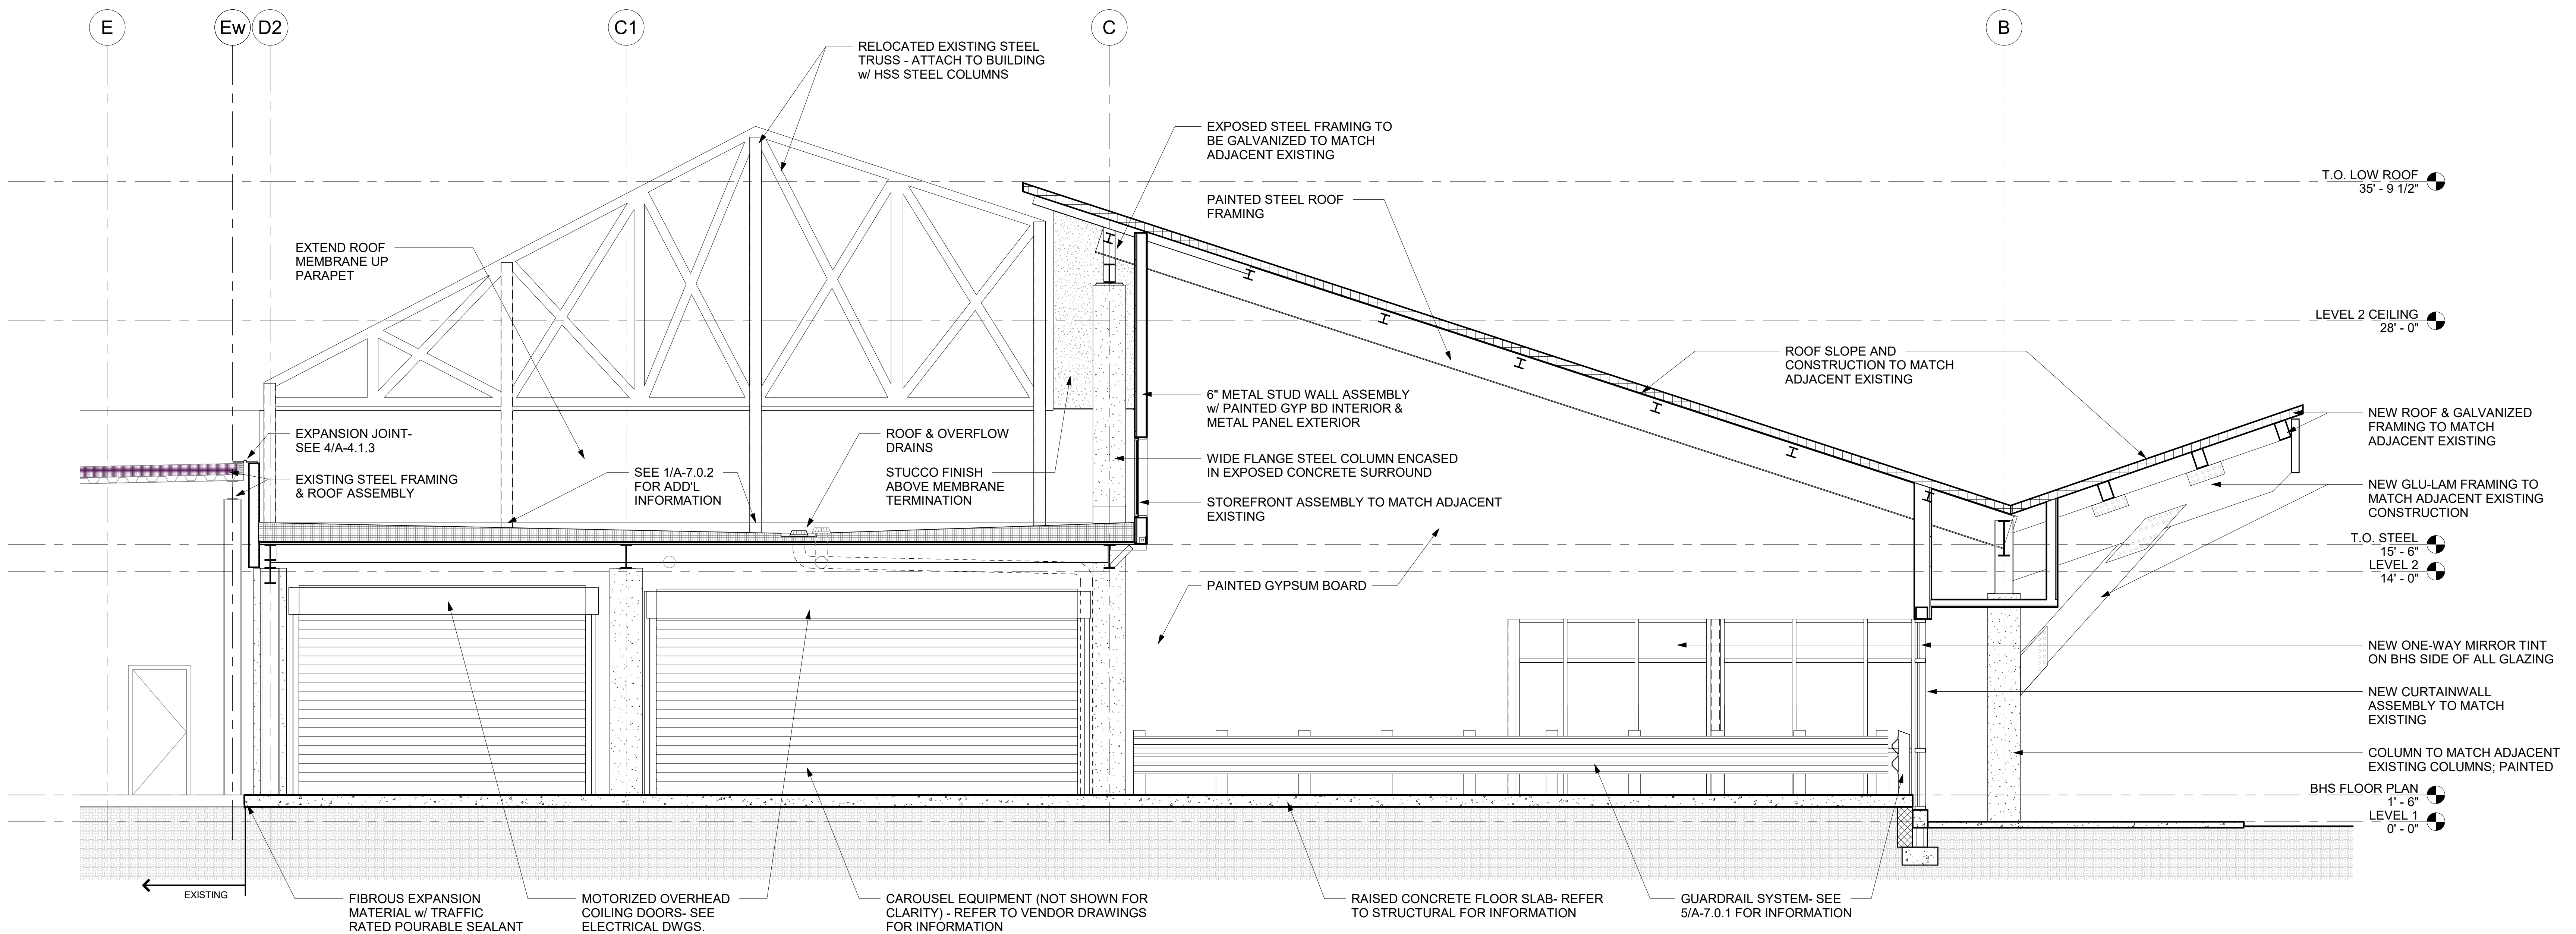 E
Ew
D2
C1
C
B
RELOCATED EXISTING STEEL
TRUSS - ATTACH TO BUILDING
w/ HSS STEEL COLUMNS
EXPOSED STEEL FRAMING TO
BE GALVANIZED TO MATCH
ADJACENT EXISTING
T.O. LOW ROOF
35' - 9 1/2"
PAINTED STEEL ROOF
FRAMING
EXTEND ROOF
MEMBRANE UP
PARAPET
LEVEL 2 CEILING
28' - 0"
ROOF SLOPE AND
CONSTRUCTION TO MATCH
ADJACENT EXISTING
6" METAL STUD WALL ASSEMBLY
w/ PAINTED GYP BD INTERIOR &
METAL PANEL EXTERIOR
NEW ROOF & GALVANIZED
FRAMING TO MATCH
ADJACENT EXISTING
EXPANSION JOINT-
SEE 4/A-4.1.3
ROOF & OVERFLOW
DRAINS
WIDE FLANGE STEEL COLUMN ENCASED
IN EXPOSED CONCRETE SURROUND
EXISTING STEEL FRAMING
& ROOF ASSEMBLY
SEE 1/A-7.0.2
FOR ADD'L
INFORMATION
STUCCO FINISH
ABOVE MEMBRANE
TERMINATION
STOREFRONT ASSEMBLY TO MATCH ADJACENT
EXISTING
NEW GLU-LAM FRAMING TO
MATCH ADJACENT EXISTING
CONSTRUCTION
T.O. STEEL
15' - 6"
LEVEL 2
14' - 0"
PAINTED GYPSUM BOARD
NEW ONE-WAY MIRROR TINT
ON BHS SIDE OF ALL GLAZING
NEW CURTAINWALL
ASSEMBLY TO MATCH
EXISTING
COLUMN TO MATCH ADJACENT
EXISTING COLUMNS; PAINTED
BHS FLOOR PLAN
1' - 6"
LEVEL 1
0' - 0"
EXISTING
FIBROUS EXPANSION
MATERIAL w/ TRAFFIC
RATED POURABLE SEALANT
MOTORIZED OVERHEAD
COILING DOORS- SEE
ELECTRICAL DWGS.
CAROUSEL EQUIPMENT (NOT SHOWN FOR
CLARITY) - REFER TO VENDOR DRAWINGS
FOR INFORMATION
RAISED CONCRETE FLOOR SLAB- REFER
TO STRUCTURAL FOR INFORMATION
GUARDRAIL SYSTEM- SEE
5/A-7.0.1 FOR INFORMATION